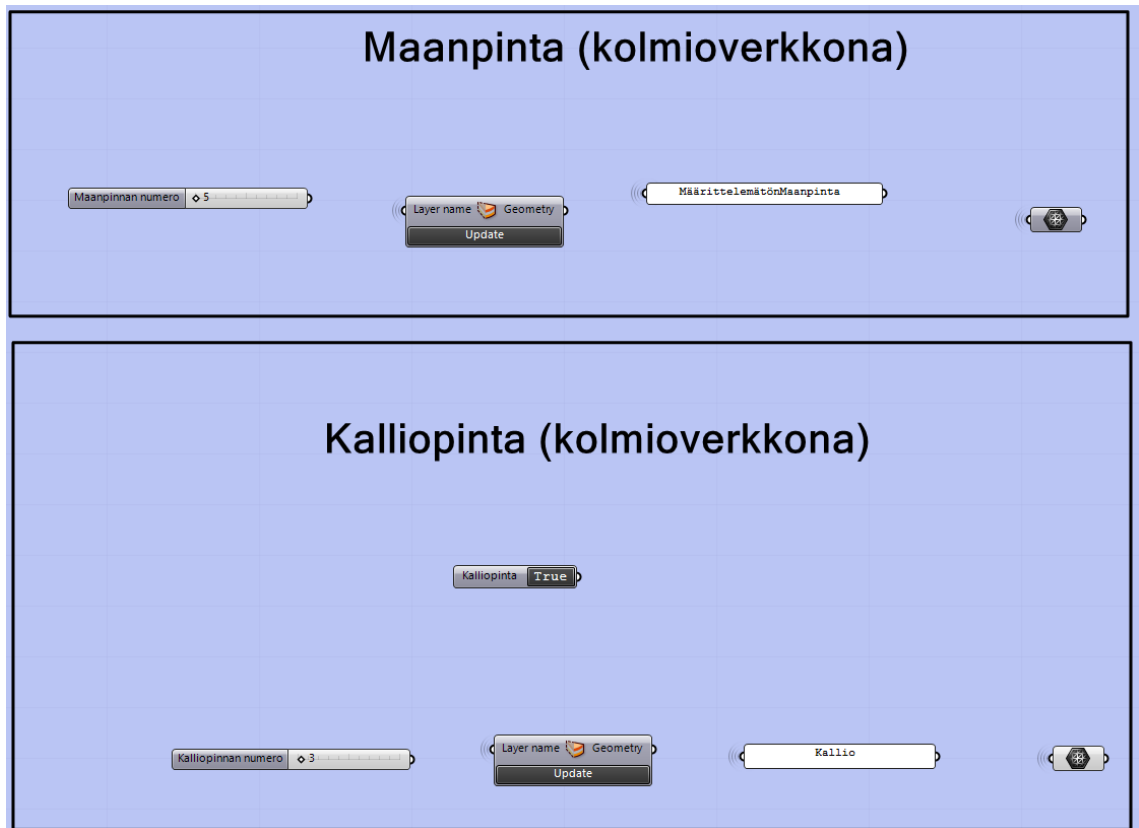 Maanpinta (kolmioverkkona)
Maanpinnan numero 5
Layer name Geometry
Update
MäärittelemätönMaanpinta
Kalliopinta (kolmioverkkona)
Kalliopinta True
Kalliopinnan numero 3
Layer name Geometry
Update
Kallio